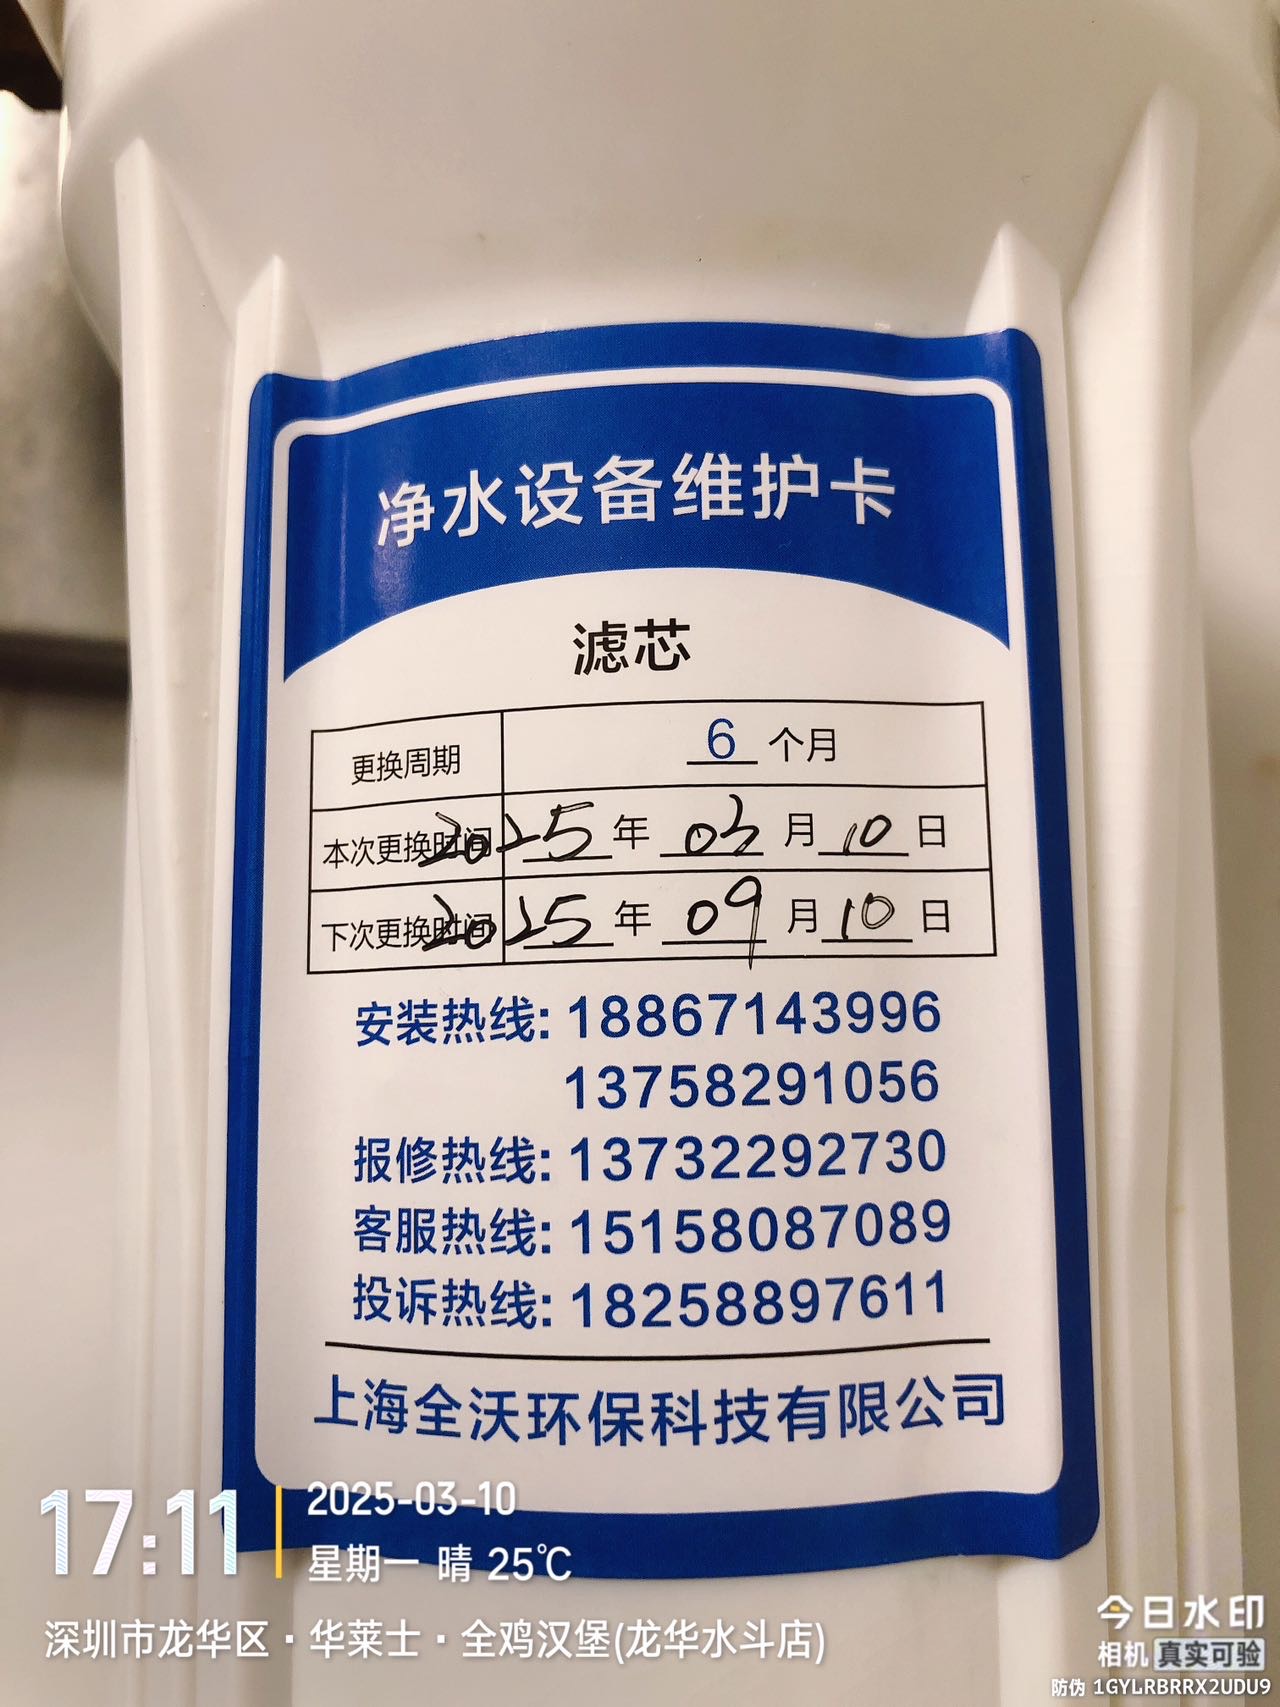 净水设备维护卡
滤芯
更换周期 6 个月
本次更换时间 2025 年 03 月 10 日
下次更换时间 2025 年 09 月 10 日
安装热线: 18867143996
13758291056
报修热线: 13732292730
客服热线: 15158087089
投诉热线: 18258897611
上海全沃环保科技有限公司
17:11 2025-03-10
星期一 晴 25℃
深圳市龙华区·华莱士·全鸡汉堡(龙华水斗店)
今日水印
相机 真实可验
防伪 1GYLRBRRX2UDU9